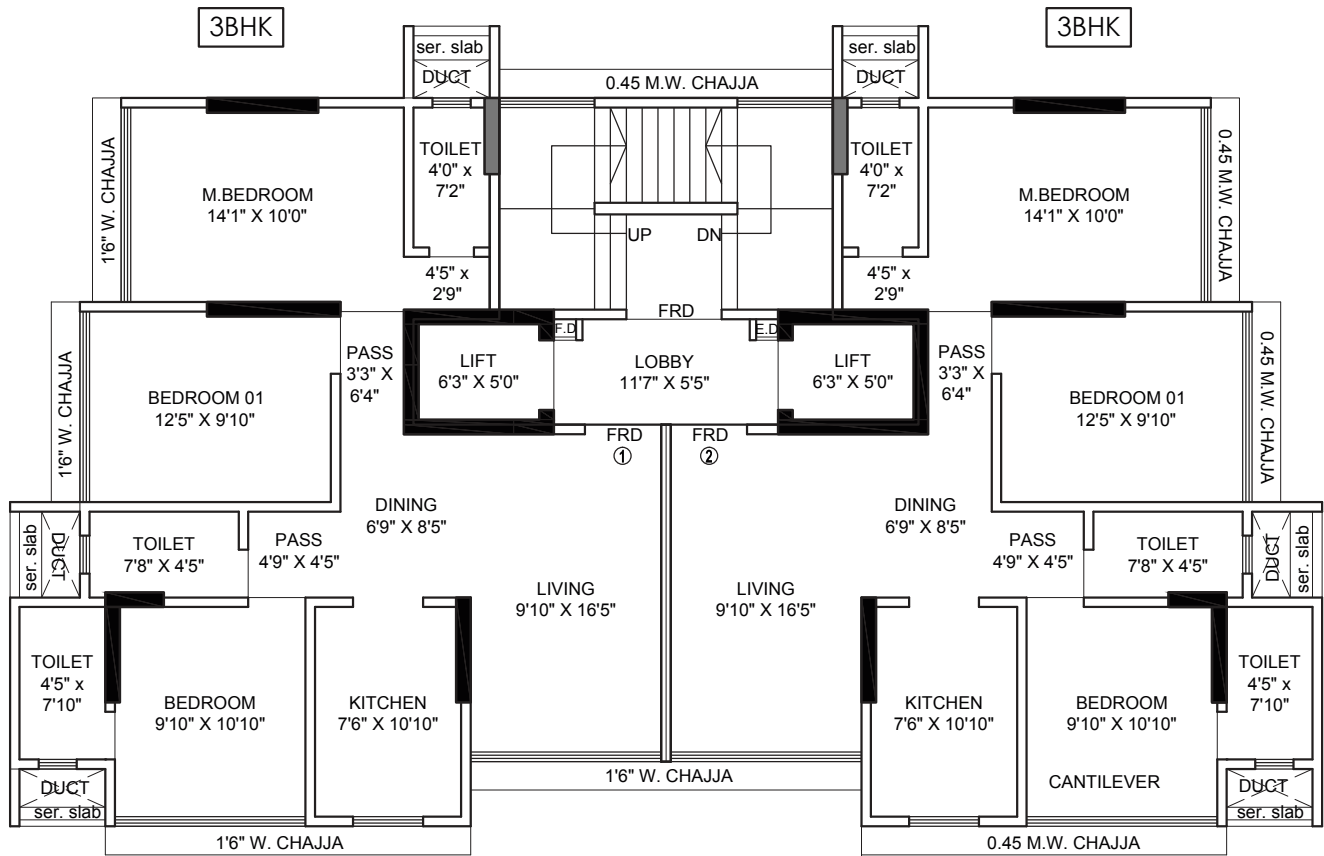 3BHK
3BHK
ser. slab
DUCT
0.45 M.W. CHAJJA
ser. slab
DUCT
1'6" W. CHAJJA
M.BEDROOM
14'1" X 10'0"
TOILET
4'0" x
7'2"
TOILET
4'0" x
7'2"
M.BEDROOM
14'1" X 10'0"
0.45 M.W. CHAJJA
UP
DN
4'5" x
2'9"
4'5" x
2'9"
1'6" W. CHAJJA
BEDROOM 01
12'5" X 9'10"
PASS
3'3" X
6'4"
LIFT
6'3" X 5'0"
F.D
FRD
LOBBY
11'7" X 5'5"
E.D
LIFT
6'3" X 5'0"
PASS
3'3" X
6'4"
BEDROOM 01
12'5" X 9'10"
0.45 M.W. CHAJJA
FRD
1
FRD
2
DINING
6'9" X 8'5"
DINING
6'9" X 8'5"
ser. slab
DUCT
TOILET
7'8" X 4'5"
PASS
4'9" X 4'5"
PASS
4'9" X 4'5"
TOILET
7'8" X 4'5"
DUCT
ser. slab
LIVING
9'10" X 16'5"
LIVING
9'10" X 16'5"
TOILET
4'5" x
7'10"
BEDROOM
9'10" X 10'10"
KITCHEN
7'6" X 10'10"
KITCHEN
7'6" X 10'10"
BEDROOM
9'10" X 10'10"
TOILET
4'5" x
7'10"
1'6" W. CHAJJA
CANTILEVER
DUCT
ser. slab
DUCT
ser. slab
1'6" W. CHAJJA
0.45 M.W. CHAJJA